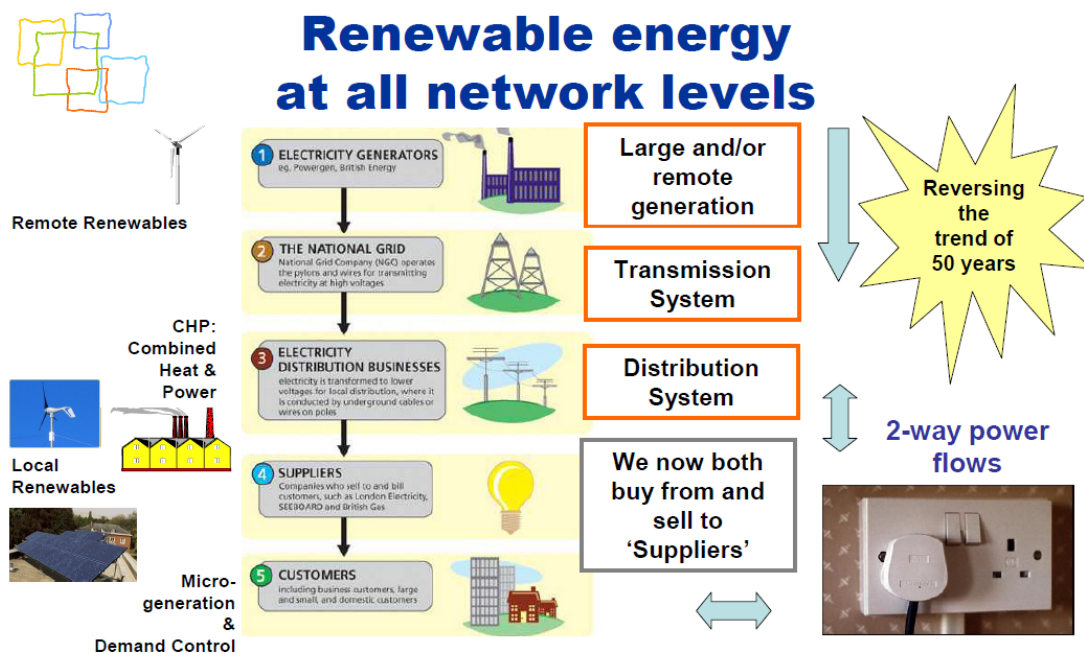 Renewable energy
at all network levels
Remote Renewables
CHP:
Combined
Heat &
Power
Local
Renewables
Micro-
generation
&
Demand Control
1 ELECTRICITY GENERATORS
eg, Powergen, British Energy
2 THE NATIONAL GRID
National Grid Company (NGC) operates
the pylons and wires for transmitting
electricity at high voltages
3 ELECTRICITY
DISTRIBUTION BUSINESSES
electricity is transformed to lower
voltages for local distribution, where it
is conducted by underground cables or
wires on poles
4 SUPPLIERS
Companies who sell to and bill
customers, such as London Electricity,
SEEBOARD and British Gas
5 CUSTOMERS
including business customers, large
and small, and domestic customers
Large and/or
remote
generation
Transmission
System
Distribution
System
We now both
buy from and
sell to
‘Suppliers’
Reversing
the
trend of
50 years
2-way power
flows